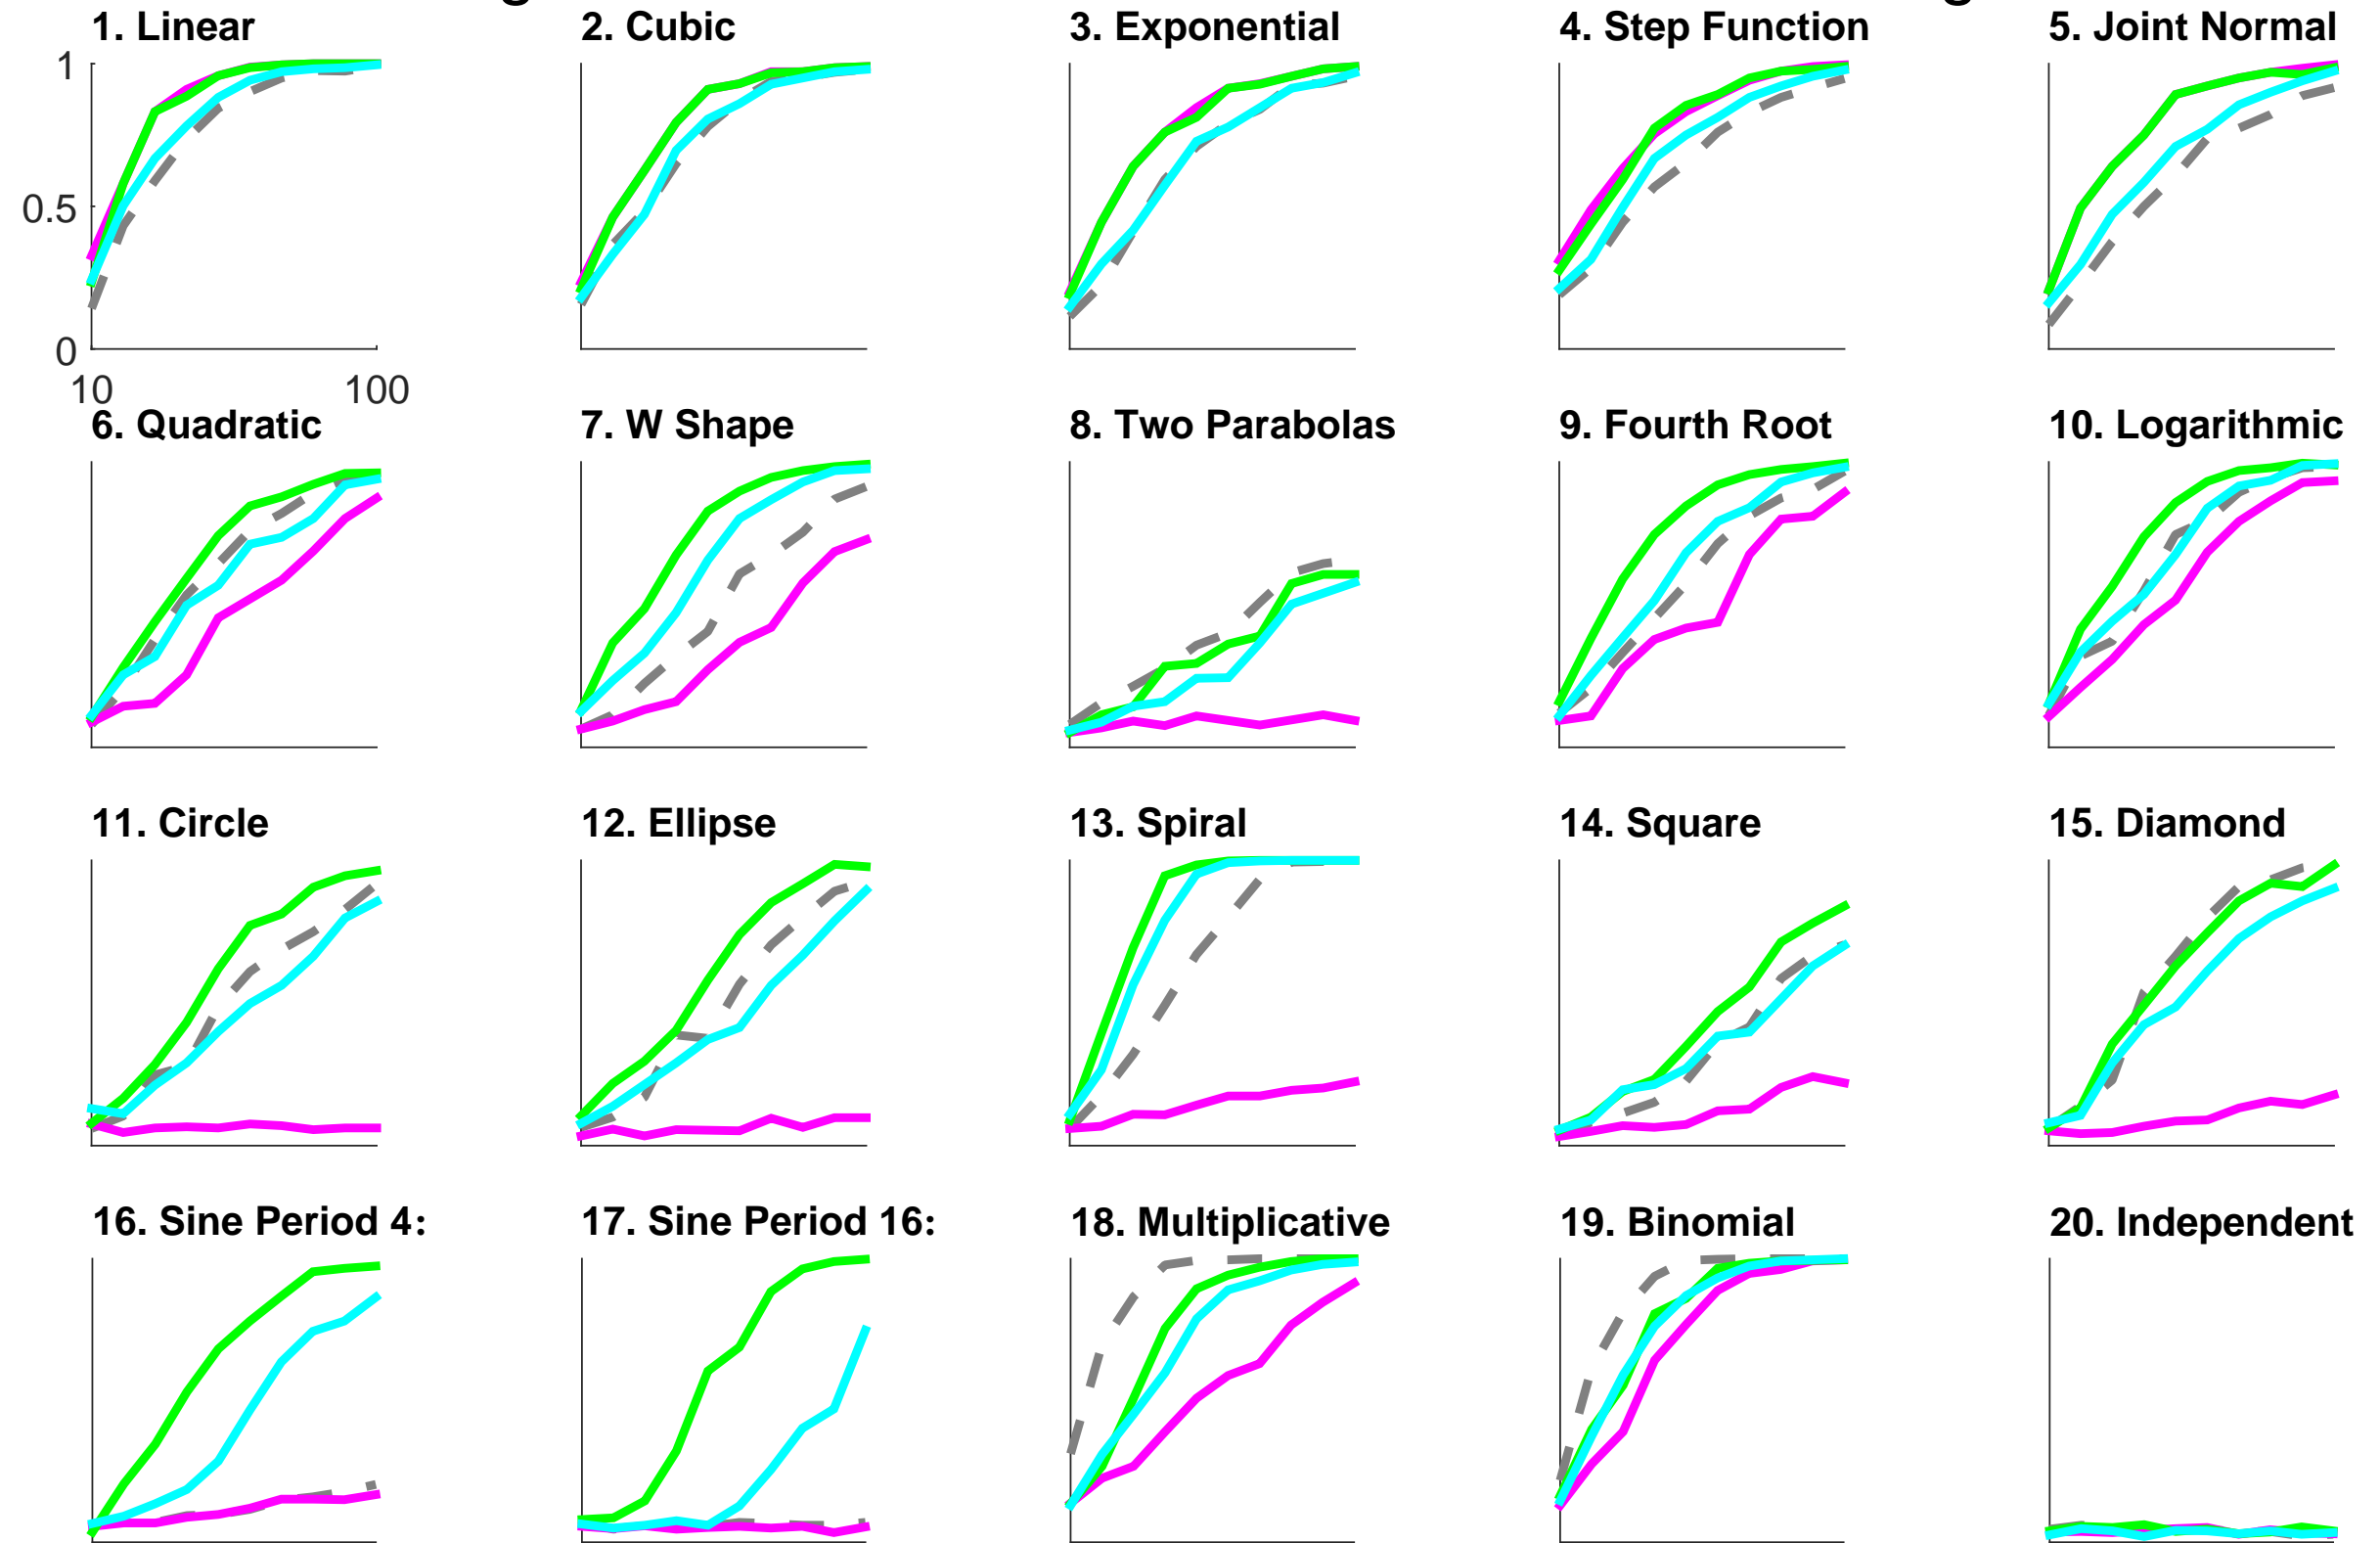 1. Linear
2. Cubic
3. Exponential
4. Step Function
5. Joint Normal
1
0.5
0
10
100
6. Quadratic
7. W Shape
8. Two Parabolas
9. Fourth Root
10. Logarithmic
11. Circle
12. Ellipse
13. Spiral
14. Square
15. Diamond
16. Sine Period 4:
17. Sine Period 16:
18. Multiplicative
19. Binomial
20. Independent